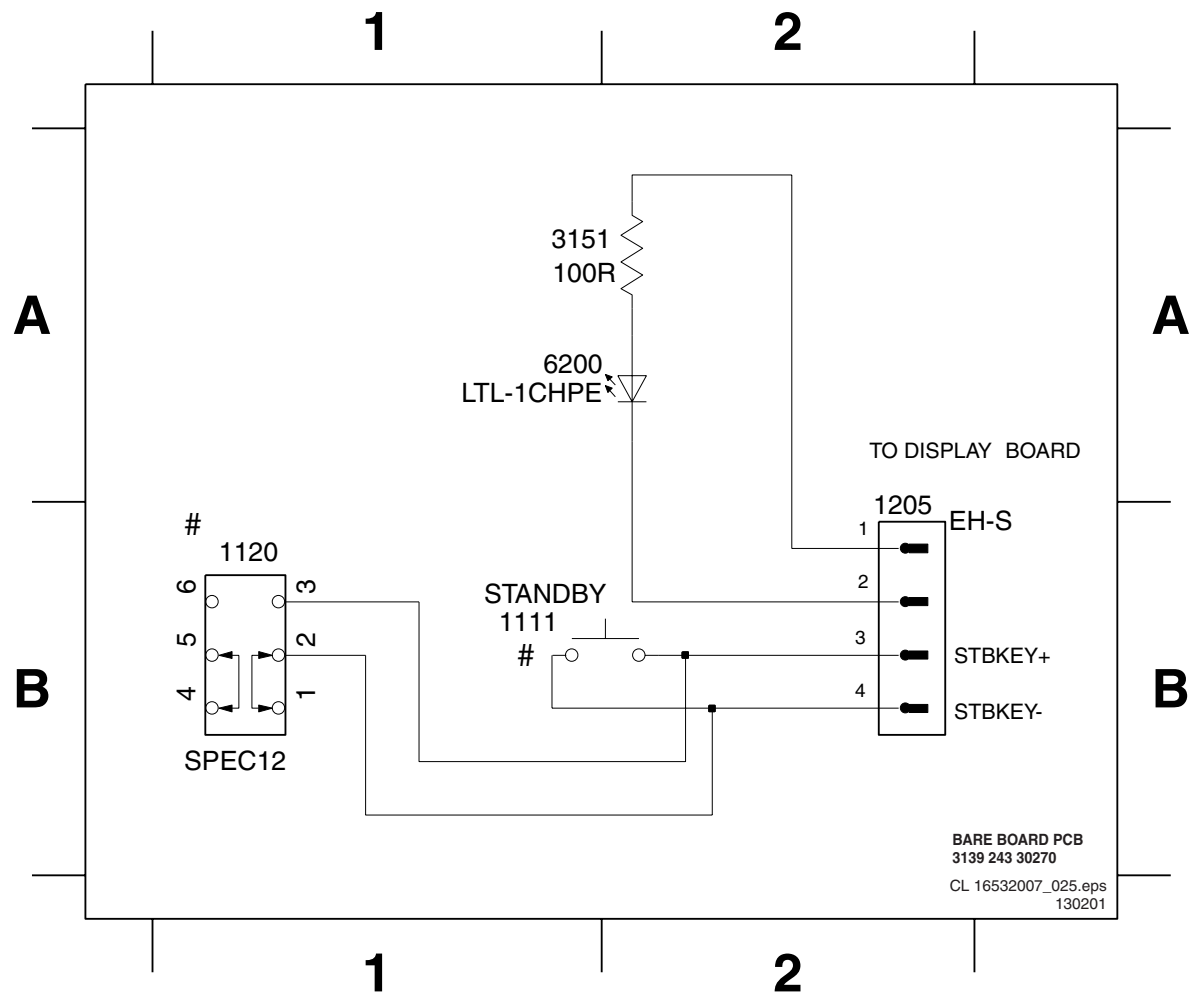 1
2
3151
100R
A
A
6200
LTL-1CHPE
TO DISPLAY BOARD
1205
EH-S
#
1120
1
6
3
STANDBY
2
1111
5
2
#
3
STBKEY+
B
4
1
4
STBKEY-
B
SPEC12
BARE BOARD PCB
3139 243 30270
CL 16532007_025.eps
130201
1
2